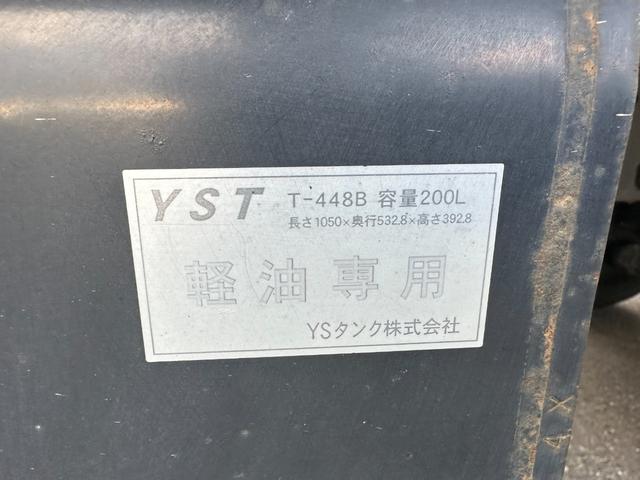 YST T-448B 容量200L
長さ1050×奥行532.8×高さ392.8
軽油専用
YSタンク株式会社
4X